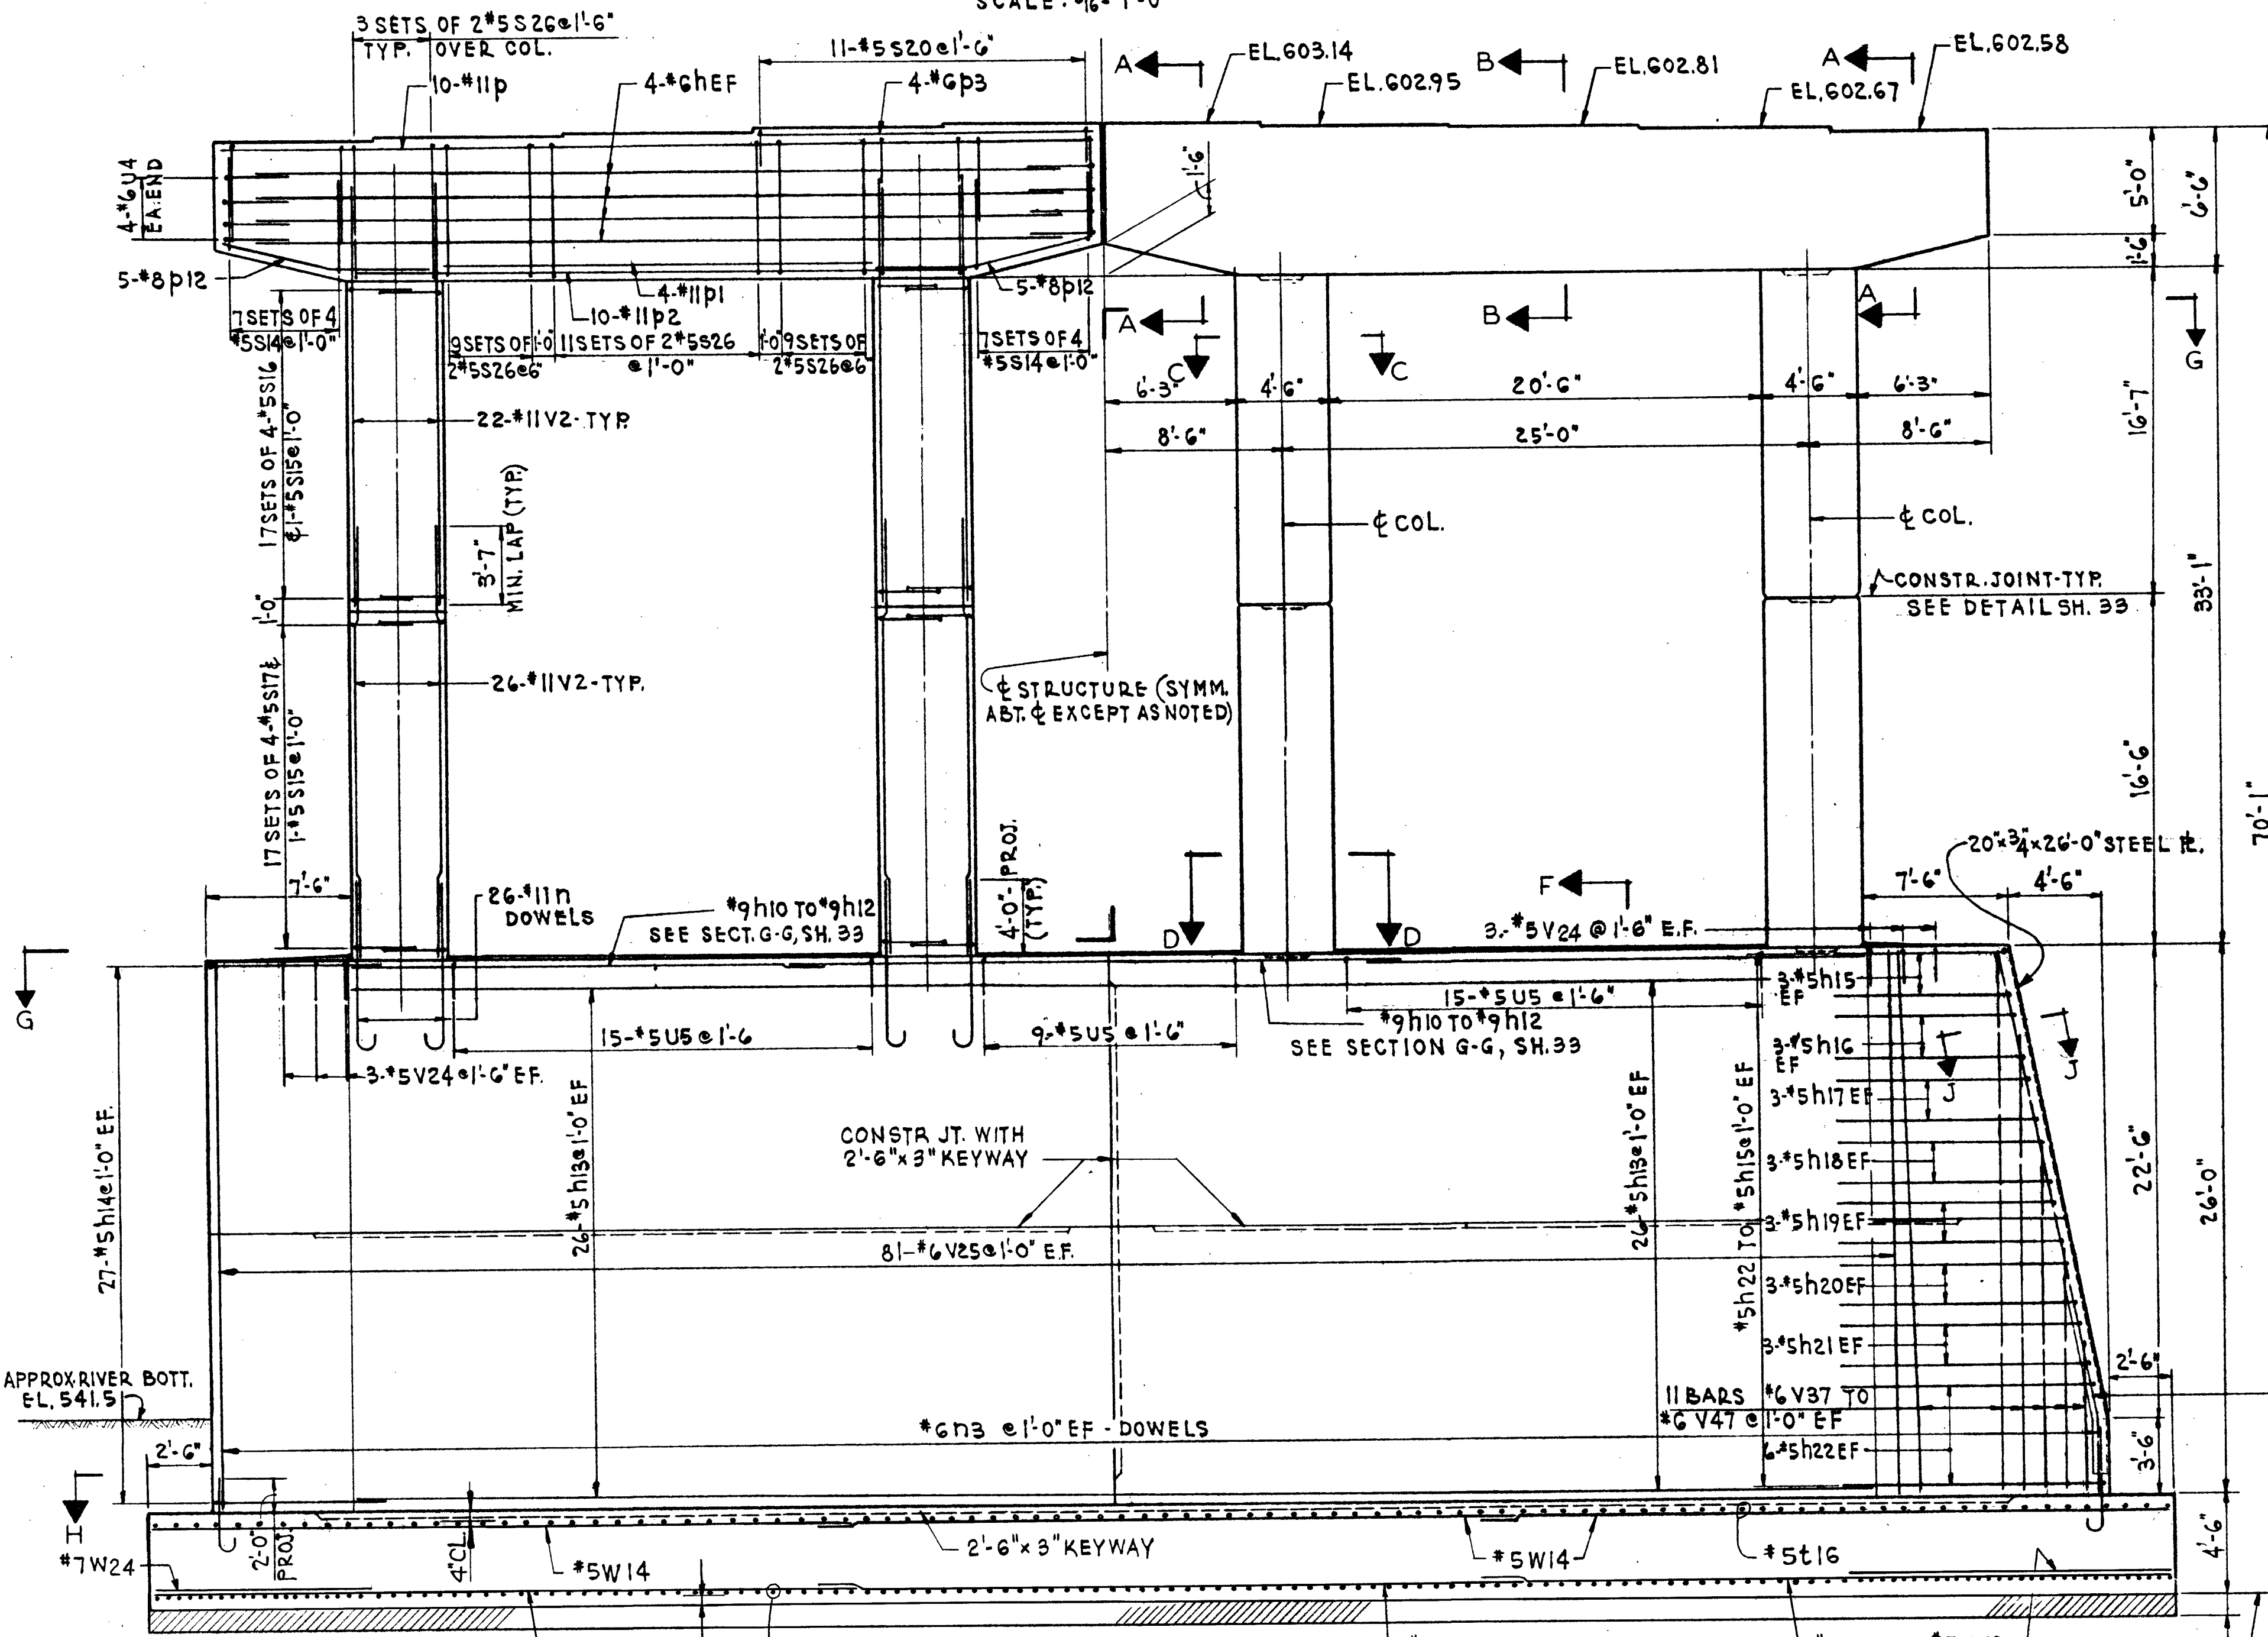 3 SETS OF 2#5S26@1'-6"
TYP. OVER COL.
11-#5S20@1'-6"
10-#11p
4-#6hEF
4-#6p3
A
EL.603.14
EL.602.95
B
EL.602.81
A
EL.602.67
EL.602.58
4-#6U4
EA.END
1'-6"
5'-0"
6'-6"
1'-6"
5-#8p12
4-#11p1
10-#11p2
5-#8p12
7 SETS OF 4
#5S14@1'-0"
9 SETS OF
2#5S26@6"
1'-0"
11 SETS OF 2#5S26
@1'-0"
1'-0"
9 SETS OF
2#5S26@6
7 SETS OF 4
#5S14@1'-0"
A
B
A
C
C
G
6'-3"
4'-6"
20'-6"
4'-6"
6'-3"
8'-6"
25'-0"
8'-6"
16'-7"
17 SETS OF 4-#5S16
¢1-#5S15@1'-0"
22-#11V2-TYP.
3'-7"
MIN. LAP (TYP.)
℄ COL.
℄ COL.
CONSTR. JOINT-TYP.
SEE DETAIL SH. 33
33'-1"
1'-0"
17 SETS OF 4-#5S17¢
1-#5S15@1'-0"
26-#11V2-TYP.
℄ STRUCTURE (SYMM.
ABT. ℄ EXCEPT AS NOTED)
16'-6"
70'-1"
20"x3/4"x26'-0" STEEL ℄.
7'-6"
26-#11n
DOWELS
#9h10 TO #9h12
SEE SECT. G-G, SH. 33
4'-0" PROJ.
(TYP.)
D
D
F
3-#5V24@1'-6" E.F.
7'-6"
4'-6"
G
15-#5U5@1'-6
9-#5U5@1'-6"
15-#5U5@1'-6"
#9h10 TO #9h12
SEE SECTION G-G, SH.33
3-#5V24@1'-6" EF.
3-#5h15
EF
3-#5h16
EF
J
J
3-#5h17EF
3-#5h18EF
3-#5h19EF
3-#5h20EF
3-#5h21EF
27-#5h14@1'-0" EF.
26-#5h13@1'-0" EF
CONSTR JT. WITH
2'-6"x3" KEYWAY
26-#5h13@1'-0" EF
#5h22 TO #5h15@1'-0" EF
22'-6"
26'-0"
81-#6V25@1'-0" E.F.
APPROX. RIVER BOTT.
EL. 541.5
2'-6"
11 BARS #6V37 TO
#6V47@1'-0" EF
6-#5h22EF
2'-6"
3'-6"
#6n3 @1'-0" EF - DOWELS
H
2'-0"
PROJ.
4"CL
2'-6"x3" KEYWAY
#7W24
#5W14
#5W14
#5t16
4'-6"